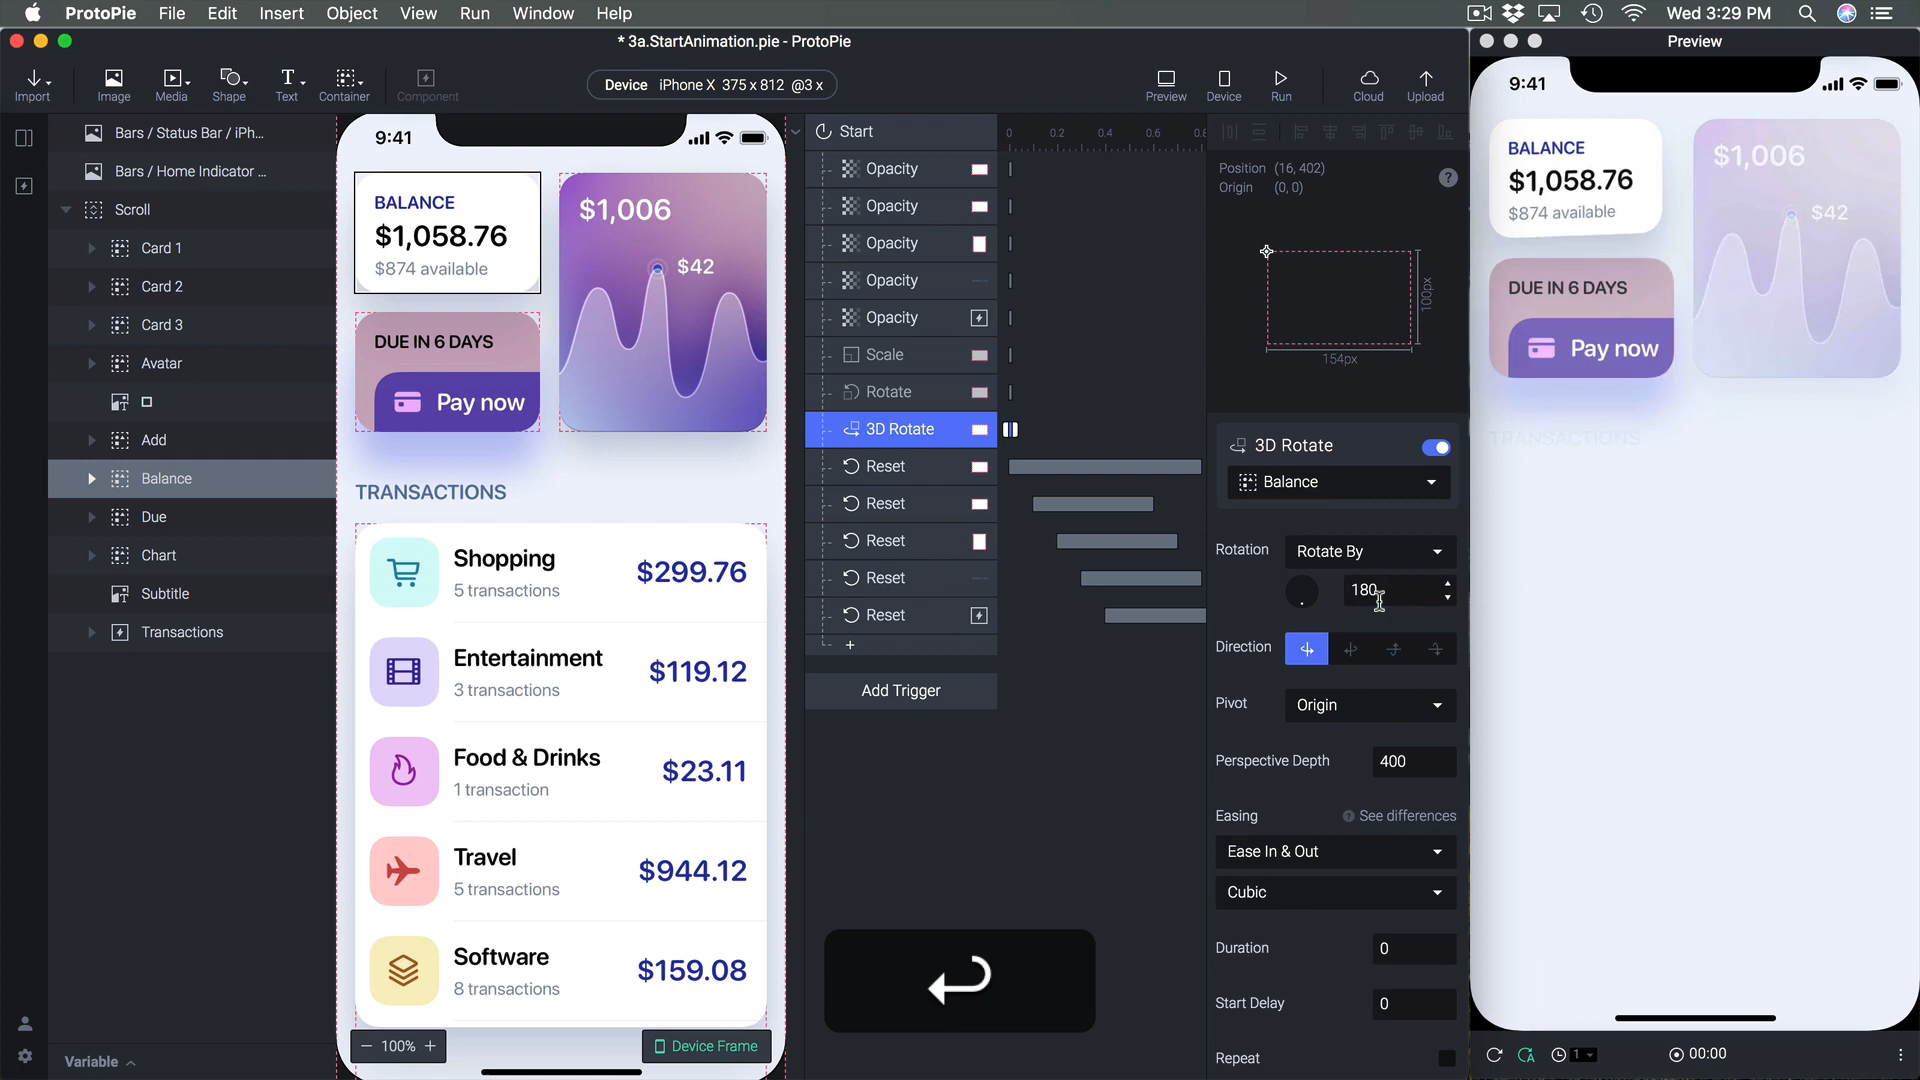 ProtoPie File Edit Insert Object View Run Window Help
Wed 3:29 PM
* 3a.StartAnimation.pie - ProtoPie
Preview
Import
Image
Media
Shape
Text
Container
Component
Device iPhone X 375 x 812 @3 x
Preview
Device
Run
Cloud
Upload
Bars / Status Bar / iPh...
Bars / Home Indicator ...
Scroll
Card 1
Card 2
Card 3
Avatar
Add
Balance
Due
Chart
Subtitle
Transactions
Variable
9:41
BALANCE
$1,058.76
$874 available
$1,006
$42
DUE IN 6 DAYS
Pay now
TRANSACTIONS
Shopping
5 transactions
$299.76
Entertainment
3 transactions
$119.12
Food & Drinks
1 transaction
$23.11
Travel
5 transactions
$944.12
Software
8 transactions
$159.08
100%
Device Frame
Start
0 0.2 0.4 0.6 0.8
Opacity
Opacity
Opacity
Opacity
Opacity
Scale
Rotate
3D Rotate
Reset
Reset
Reset
Reset
Reset
Add Trigger
Position (16, 402)
Origin (0, 0)
100px
154px
3D Rotate
Balance
Rotation Rotate By
180
Direction
Pivot Origin
Perspective Depth 400
Easing See differences
Ease In & Out
Cubic
Duration 0
Start Delay 0
Repeat
9:41
BALANCE
$1,058.76
$874 available
$1,006
$42
DUE IN 6 DAYS
Pay now
TRANSACTIONS
1
00:00